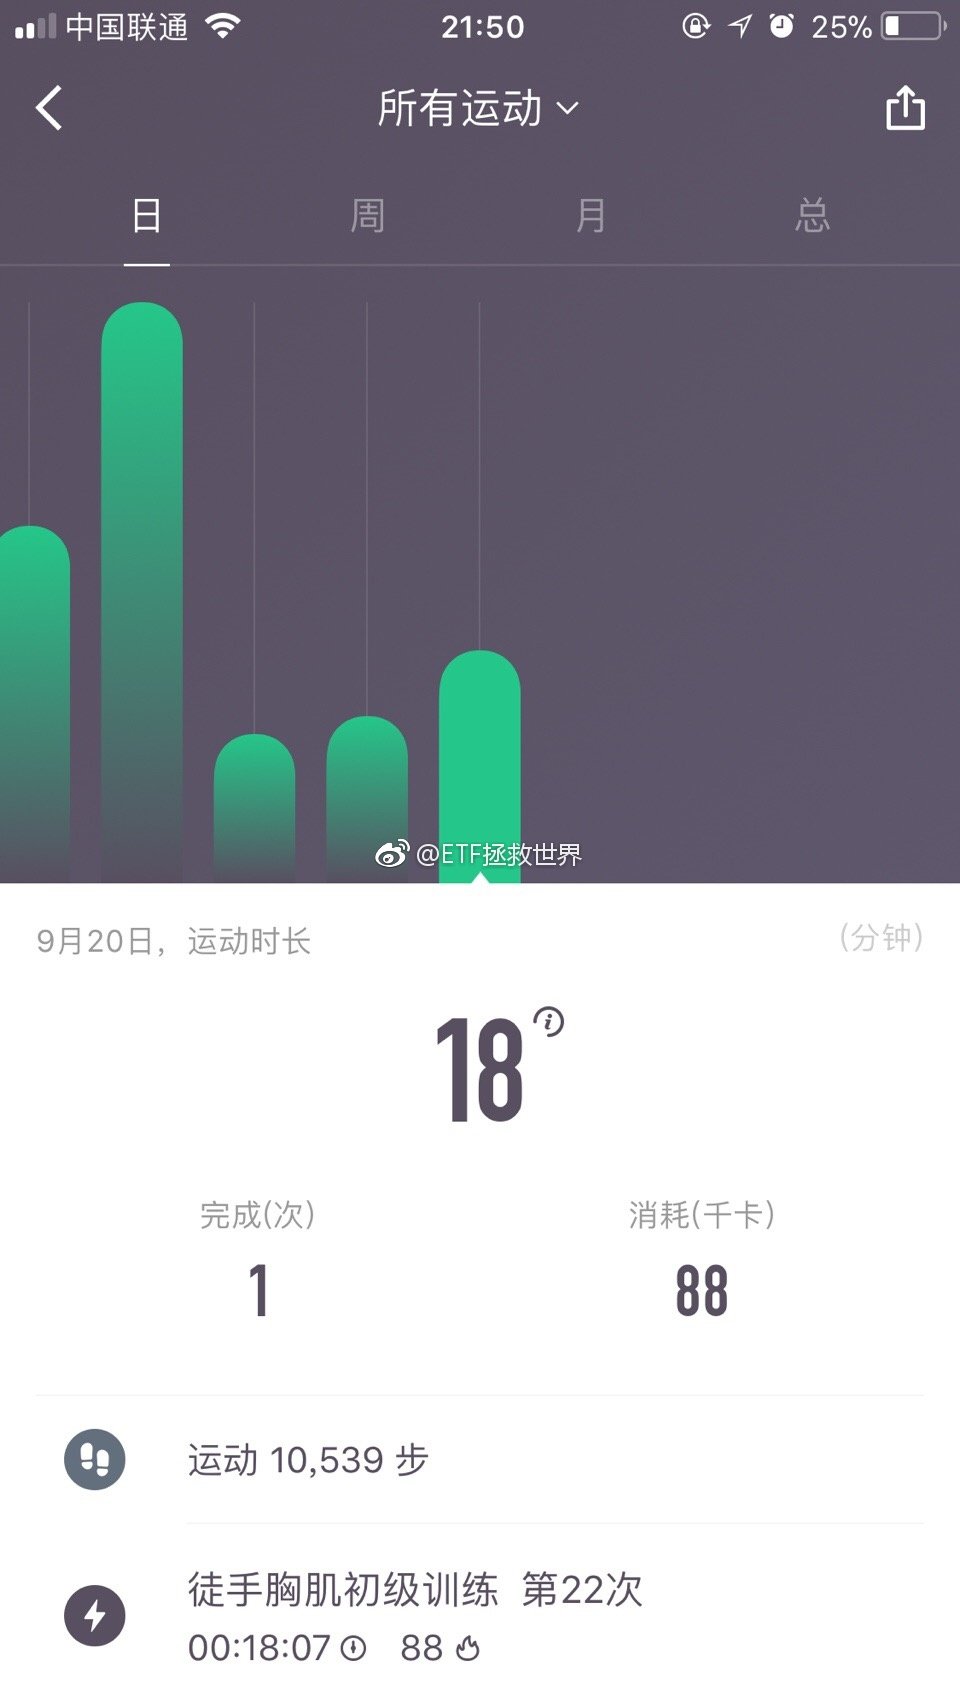 中国联通 21:50 25%
所有运动
日 周 月 总
@ETF拯救世界
9月20日，运动时长 (分钟)
18
完成(次) 消耗(千卡)
1 88
运动 10,539 步
徒手胸肌初级训练 第22次
00:18:07 88